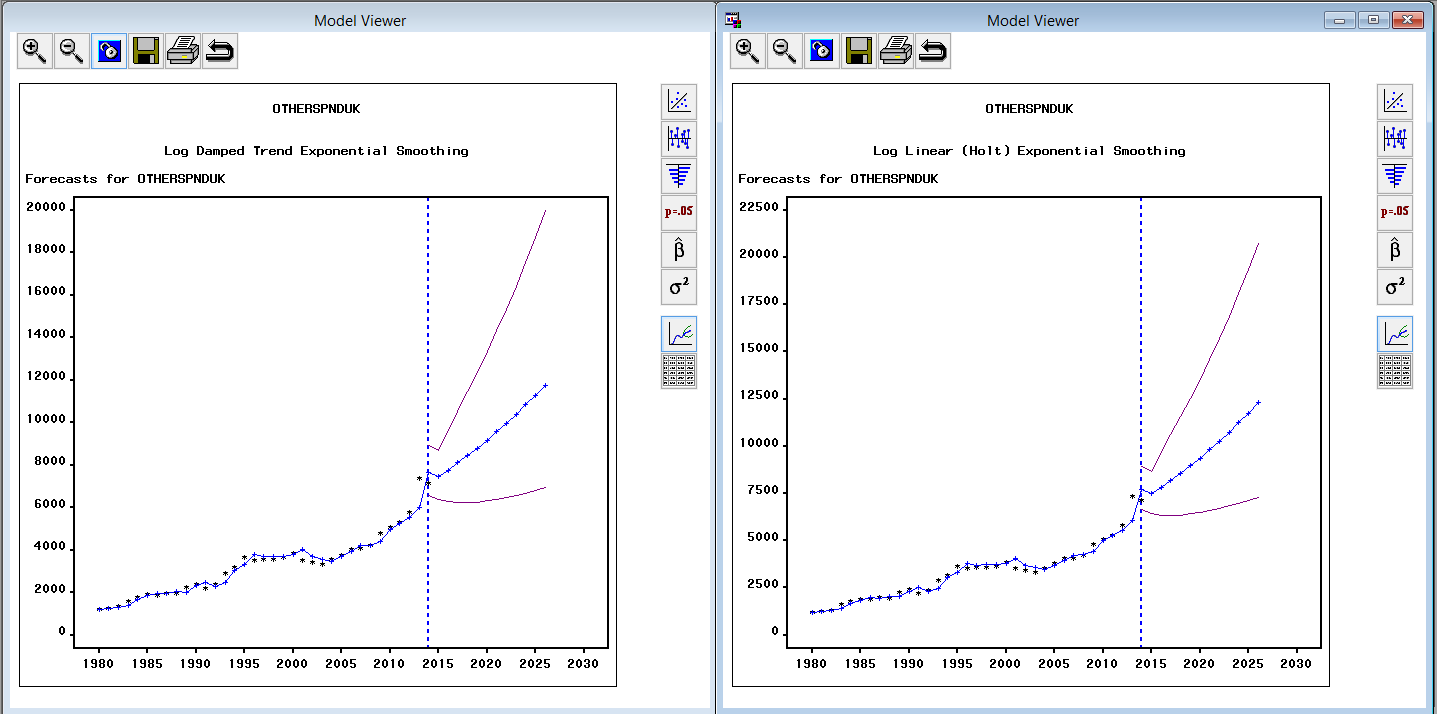 Model Viewer
OTHERSPNDUK
Log Damped Trend Exponential Smoothing
Forecasts for OTHERSPNDUK
20000
18000
16000
14000
12000
10000
8000
6000
4000
2000
0
1980 1985 1990 1995 2000 2005 2010 2015 2020 2025 2030
p=.05
β̂
σ²
Model Viewer
OTHERSPNDUK
Log Linear (Holt) Exponential Smoothing
Forecasts for OTHERSPNDUK
22500
20000
17500
15000
12500
10000
7500
5000
2500
0
1980 1985 1990 1995 2000 2005 2010 2015 2020 2025 2030
p=.05
β̂
σ²